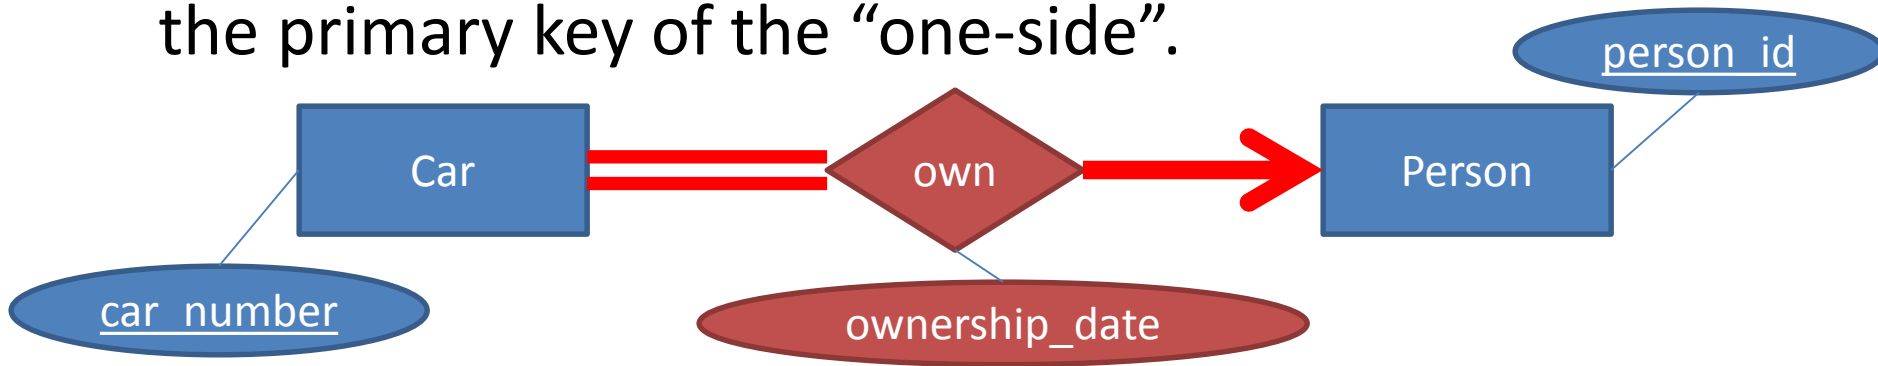 the primary key of the “one-side”.
person_id
Car
own
Person
car_number
ownership_date